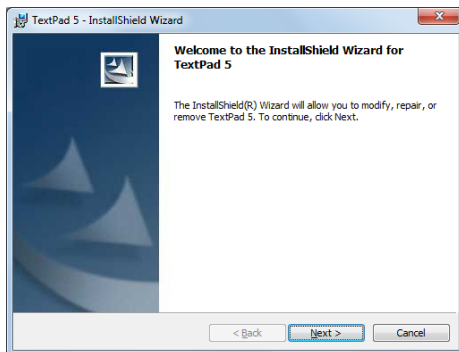 TextPad 5 - InstallShield Wizard
Welcome to the InstallShield Wizard for
TextPad 5
The InstallShield(R) Wizard will allow you to modify, repair, or
remove TextPad 5. To continue, click Next.
< Back
Next >
Cancel